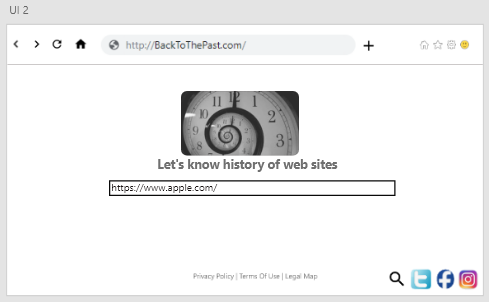 UI 2
http://BackToThePast.com/
Let's know history of web sites
https://www.apple.com/
Privacy Policy | Terms Of Use | Legal Map